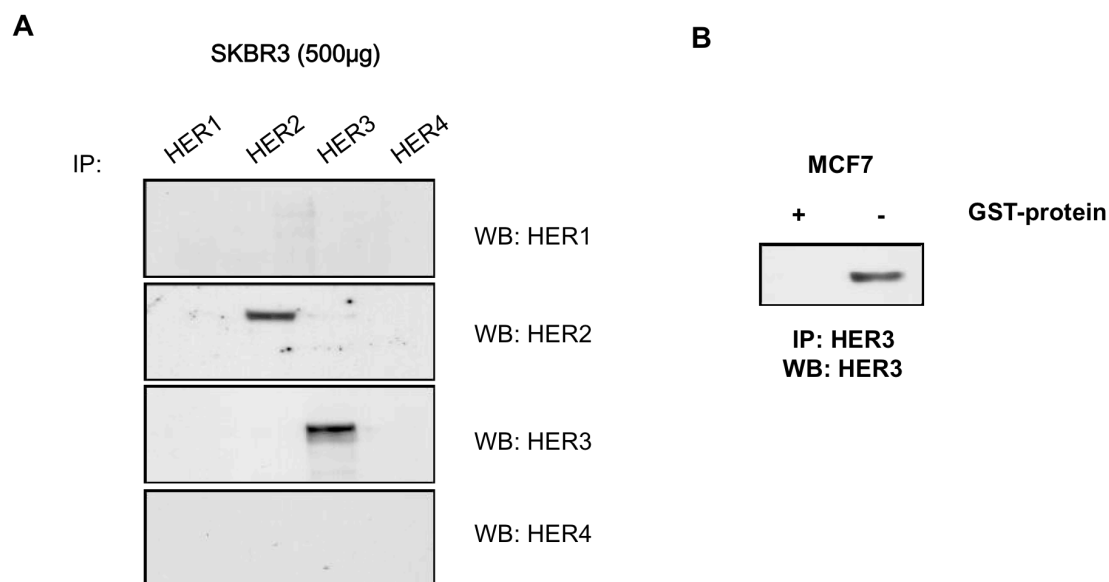 A
SKBR3 (500µg)
IP:
HER1
HER2
HER3
HER4
WB: HER1
WB: HER2
WB: HER3
WB: HER4
B
MCF7
+ - GST-protein
IP: HER3
WB: HER3